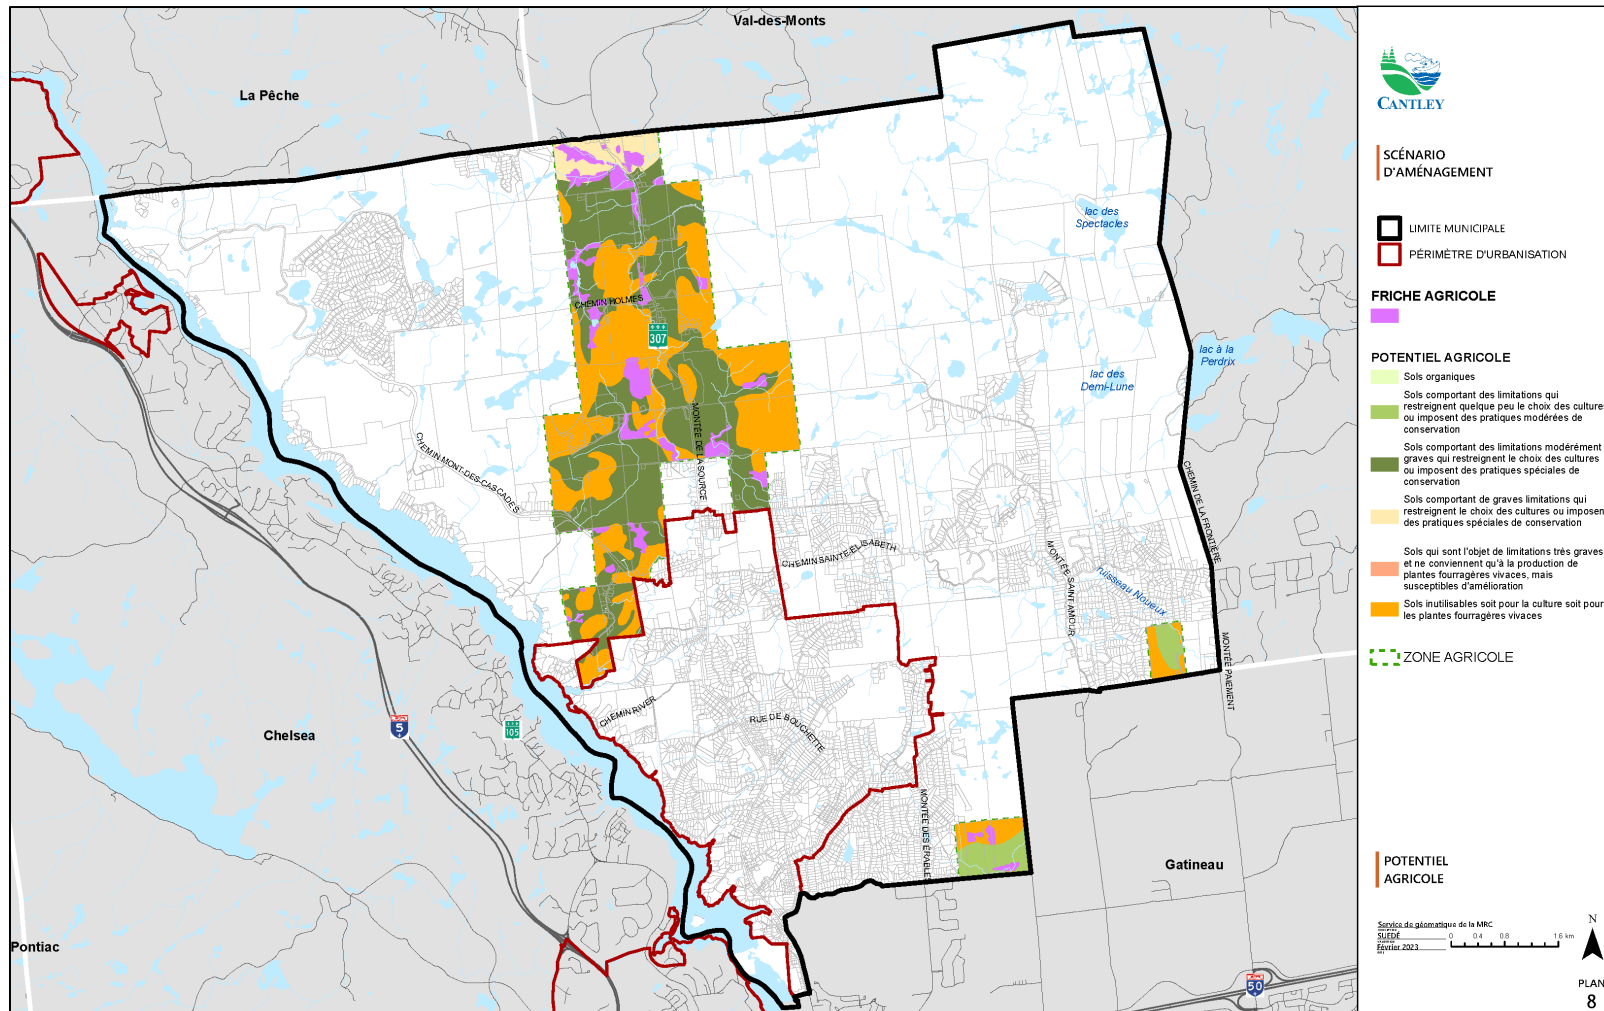 Val-des-Monts
La Pêche
lac des
Spectacles
CHEMIN HOLMES
307
lac à la
Perdrix
lac des
Demi-Lune
MONTÉE DE LA SOURCE
CHEMIN MONT-DES-CASCADES
CHEMIN DE LA FRONTIÈRE
CHEMIN SAINTE-ÉLISABETH
MONTÉE SAINT-AMOUR
ruisseau Noueux
MONTÉE PAIEMENT
CHEMIN RIVER
RUE DE BOUCHETTE
Chelsea
5
105
MONTÉE DES ÉRABLES
Gatineau
Pontiac
50
CANTLEY
SCÉNARIO
D'AMÉNAGEMENT
LIMITE MUNICIPALE
PÉRIMÈTRE D'URBANISATION
FRICHE AGRICOLE
POTENTIEL AGRICOLE
Sols organiques
Sols comportant des limitations qui
restreignent quelque peu le choix des cultures
ou imposent des pratiques modérées de
conservation
Sols comportant des limitations modérément
graves qui restreignent le choix des cultures
ou imposent des pratiques spéciales de
conservation
Sols comportant de graves limitations qui
restreignent le choix des cultures ou imposen
des pratiques spéciales de conservation
Sols qui sont l'objet de limitations très graves
et ne conviennent qu'à la production de
plantes fourragères vivaces, mais
susceptibles d'amélioration
Sols inutilisables soit pour la culture soit pour
les plantes fourragères vivaces
ZONE AGRICOLE
POTENTIEL
AGRICOLE
Service de géomatique de la MRC
SUEDÉ
Février 2023
0 0.4 0.8 1.6 km
N
PLAN
8